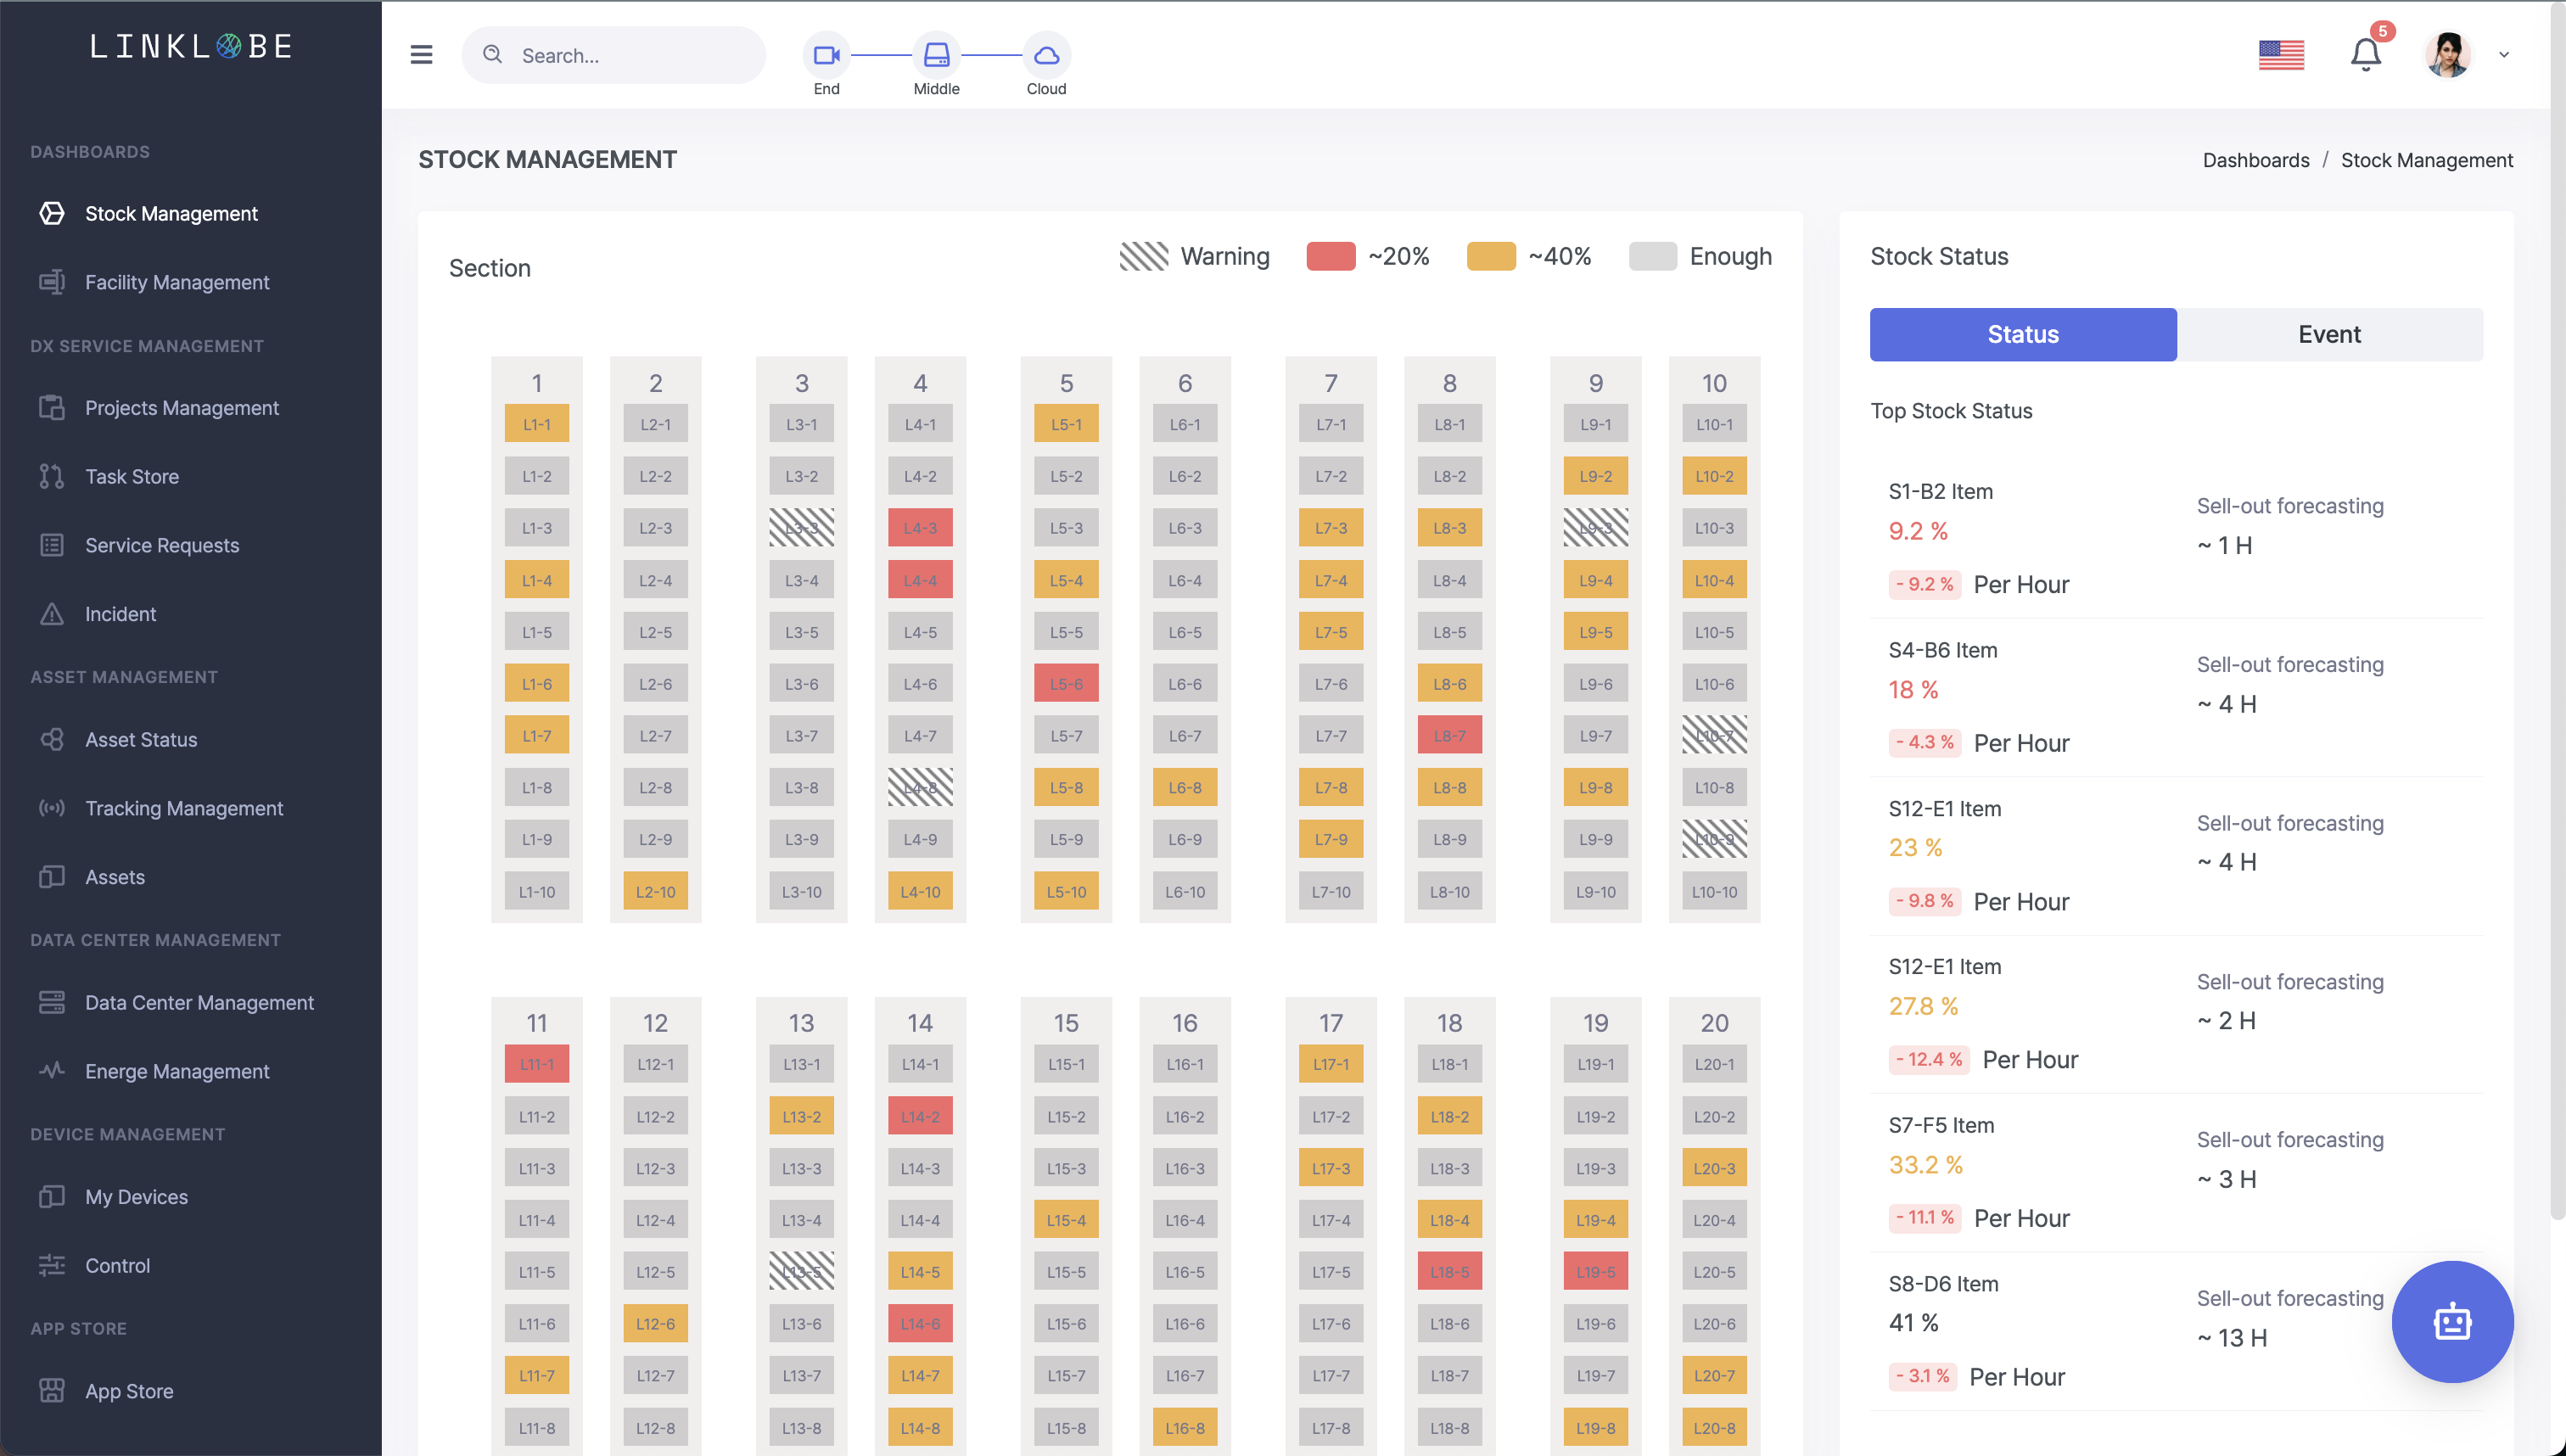 LINKLOBE
DASHBOARDS
Stock Management
Facility Management
DX SERVICE MANAGEMENT
Projects Management
Task Store
Service Requests
Incident
ASSET MANAGEMENT
Asset Status
Tracking Management
Assets
DATA CENTER MANAGEMENT
Data Center Management
Energe Management
DEVICE MANAGEMENT
My Devices
Control
APP STORE
App Store
Search...
End Middle Cloud
5
STOCK MANAGEMENT
Dashboards / Stock Management
Section
Warning ~20% ~40% Enough
1 2 3 4 5 6 7 8 9 10
L1-1 L2-1 L3-1 L4-1 L5-1 L6-1 L7-1 L8-1 L9-1 L10-1
L1-2 L2-2 L3-2 L4-2 L5-2 L6-2 L7-2 L8-2 L9-2 L10-2
L1-3 L2-3 L3-3 L4-3 L5-3 L6-3 L7-3 L8-3 L9-3 L10-3
L1-4 L2-4 L3-4 L4-4 L5-4 L6-4 L7-4 L8-4 L9-4 L10-4
L1-5 L2-5 L3-5 L4-5 L5-5 L6-5 L7-5 L8-5 L9-5 L10-5
L1-6 L2-6 L3-6 L4-6 L5-6 L6-6 L7-6 L8-6 L9-6 L10-6
L1-7 L2-7 L3-7 L4-7 L5-7 L6-7 L7-7 L8-7 L9-7 L10-7
L1-8 L2-8 L3-8 L4-8 L5-8 L6-8 L7-8 L8-8 L9-8 L10-8
L1-9 L2-9 L3-9 L4-9 L5-9 L6-9 L7-9 L8-9 L9-9 L10-9
L1-10 L2-10 L3-10 L4-10 L5-10 L6-10 L7-10 L8-10 L9-10 L10-10
11 12 13 14 15 16 17 18 19 20
L11-1 L12-1 L13-1 L14-1 L15-1 L16-1 L17-1 L18-1 L19-1 L20-1
L11-2 L12-2 L13-2 L14-2 L15-2 L16-2 L17-2 L18-2 L19-2 L20-2
L11-3 L12-3 L13-3 L14-3 L15-3 L16-3 L17-3 L18-3 L19-3 L20-3
L11-4 L12-4 L13-4 L14-4 L15-4 L16-4 L17-4 L18-4 L19-4 L20-4
L11-5 L12-5 L13-5 L14-5 L15-5 L16-5 L17-5 L18-5 L19-5 L20-5
L11-6 L12-6 L13-6 L14-6 L15-6 L16-6 L17-6 L18-6 L19-6 L20-6
L11-7 L12-7 L13-7 L14-7 L15-7 L16-7 L17-7 L18-7 L19-7 L20-7
L11-8 L12-8 L13-8 L14-8 L15-8 L16-8 L17-8 L18-8 L19-8 L20-8
Stock Status
Status Event
Top Stock Status
S1-B2 Item
9.2 %
- 9.2 % Per Hour
Sell-out forecasting
~ 1 H
S4-B6 Item
18 %
- 4.3 % Per Hour
Sell-out forecasting
~ 4 H
S12-E1 Item
23 %
- 9.8 % Per Hour
Sell-out forecasting
~ 4 H
S12-E1 Item
27.8 %
- 12.4 % Per Hour
Sell-out forecasting
~ 2 H
S7-F5 Item
33.2 %
- 11.1 % Per Hour
Sell-out forecasting
~ 3 H
S8-D6 Item
41 %
- 3.1 % Per Hour
Sell-out forecasting
~ 13 H